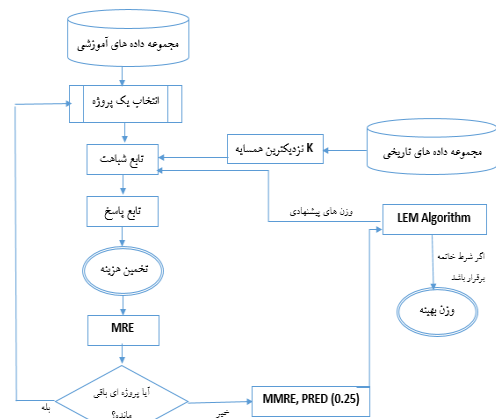 مجموعه داده های آموزشی
انتخاب یک پروژه
تابع شباهت
K نزدیکترین همسایه
مجموعه داده های تاریخی
تابع پاسخ
وزن های پیشنهادی
LEM Algorithm
تخمین هزینه
اگر شرط خاتمه
برقرار باشد
وزن بهینه
MRE
آیا پروژه ای باقی
مانده؟
بله
خیر
MMRE, PRED (0.25)